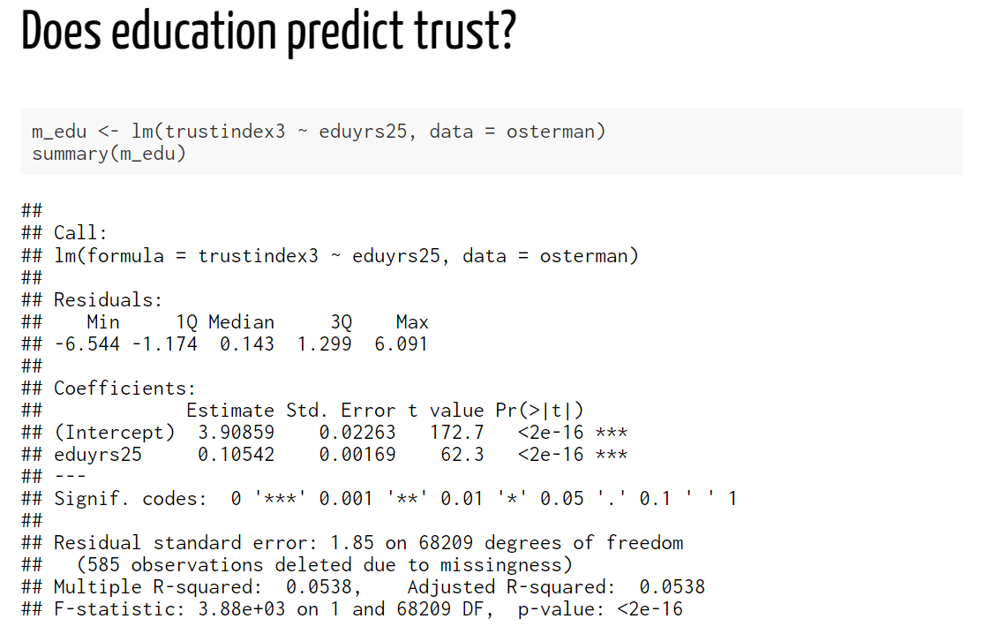 Does education predict trust?
m_edu <- lm(trustindex3 ~ eduyrs25, data = osterman)
summary(m_edu)
##
## Call:
## lm(formula = trustindex3 ~ eduyrs25, data = osterman)
##
## Residuals:
##    Min     1Q Median     3Q    Max
## -6.544 -1.174  0.143  1.299  6.091
##
## Coefficients:
##             Estimate Std. Error t value Pr(>|t|)
## (Intercept)  3.90859    0.02263   172.7   <2e-16 ***
## eduyrs25     0.10542    0.00169    62.3   <2e-16 ***
## ---
## Signif. codes:  0 '***' 0.001 '**' 0.01 '*' 0.05 '.' 0.1 ' ' 1
##
## Residual standard error: 1.85 on 68209 degrees of freedom
##   (585 observations deleted due to missingness)
## Multiple R-squared:  0.0538,	Adjusted R-squared:  0.0538
## F-statistic: 3.88e+03 on 1 and 68209 DF,  p-value: <2e-16